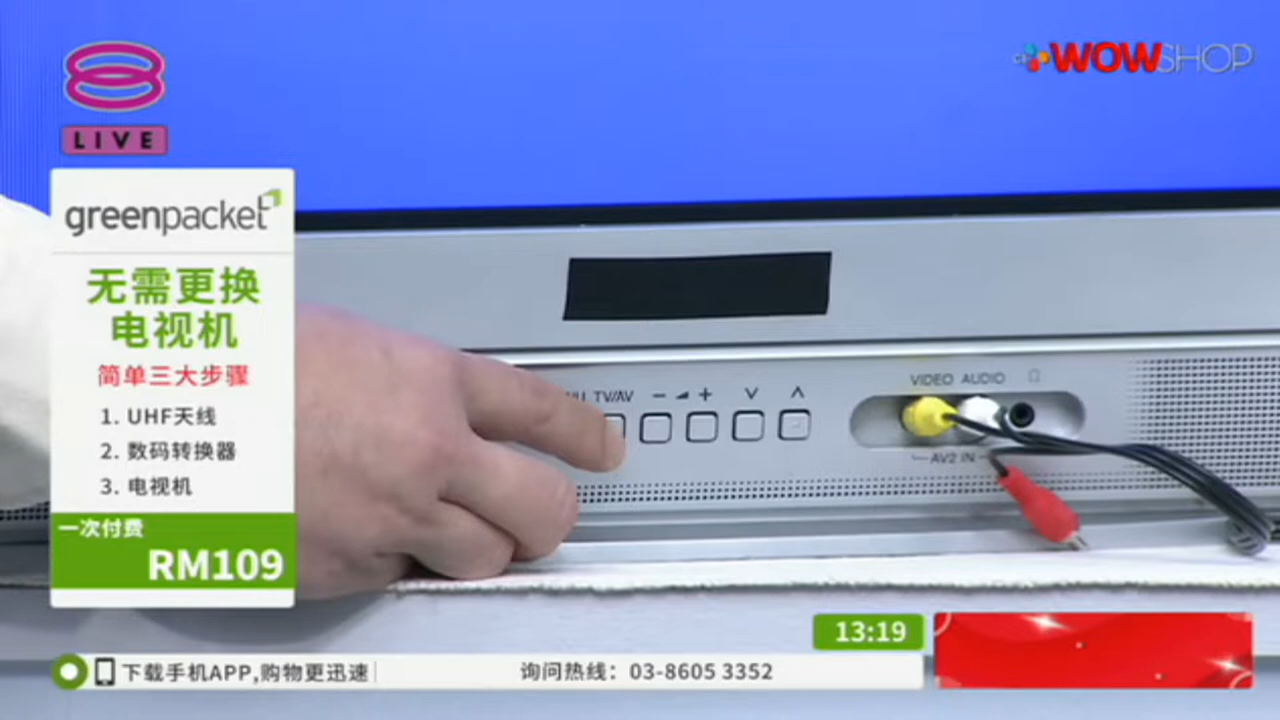 WOWSHOP
LIVE
greenpacket
无需更换
电视机
简单三大步骤
1. UHF天线
2. 数码转换器
3. 电视机
一次付费
RM109
TV/AV
VIDEO AUDIO
AV2 IN
13:19
下载手机APP,购物更迅速
询问热线：03-8605 3352